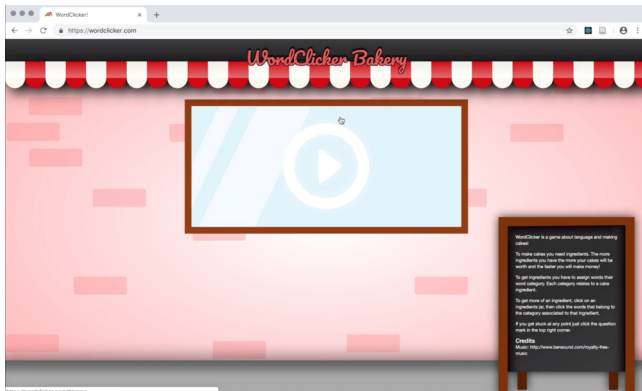 WordClicker!
https://wordclicker.com
WordClicker Bakery
WordClicker is a game about language and making
cakes!
To make cakes you need ingredients. The more
ingredients you have the more your cakes will be
worth and the faster you will make money!
To get ingredients you have to assign words their
word category. Each category relates to a cake
ingredient.
To get more of an ingredient, click on an
ingredients jar, then click the words that belong to
the category associated to that ingredient.
If you get stuck at any point just click the question
mark in the top right corner.
Credits
Music: http://www.bensound.com/royalty-free-
music